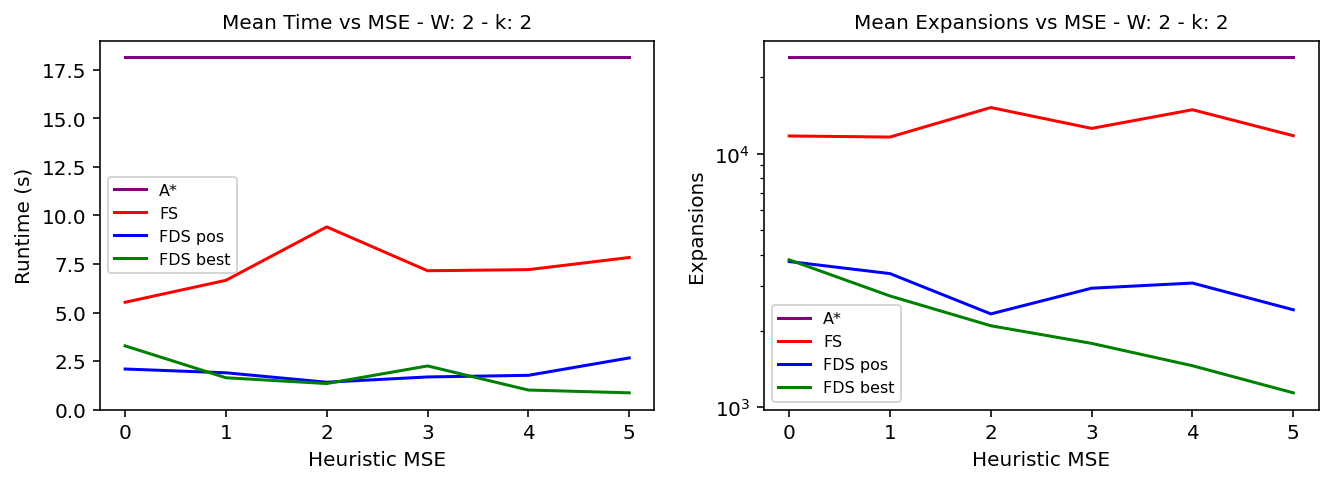 Mean Time vs MSE - W: 2 - k: 2
Runtime (s)
17.5
15.0
12.5
10.0
7.5
5.0
2.5
0.0
A*
FS
FDS pos
FDS best
0 1 2 3 4 5
Heuristic MSE
Mean Expansions vs MSE - W: 2 - k: 2
Expansions
10⁴
10³
A*
FS
FDS pos
FDS best
0 1 2 3 4 5
Heuristic MSE